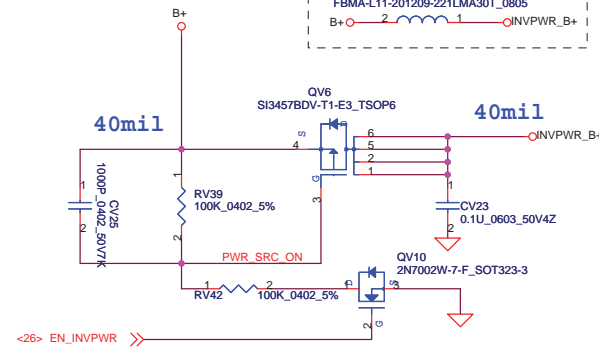 FBMA-L11-201209-221LMA30T_0805
B+ 2 1 INVPWR_B+
B+
QV6
SI3457BDV-T1-E3_TSOP6
40mil
40mil
4 S D 6 5 2 1
G
3
INVPWR_B+
1
CV25
1000P_0402_50V7K
2
1
RV39
100K_0402_5%
2
1
CV23
0.1U_0603_50V4Z
2
PWR_SRC_ON
QV10
2N7002W-7-F_SOT323-3
1 2 1 D S 3
RV42 100K_0402_5%
2 G
<26> EN_INVPWR